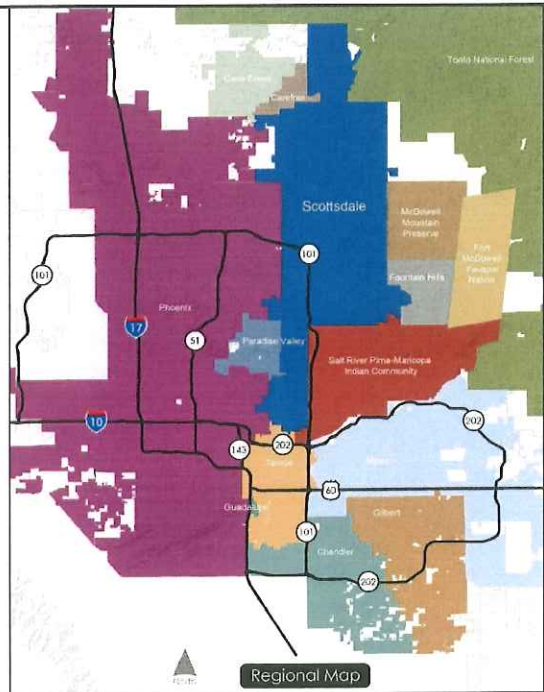 Tonto National Forest
Cave Creek
Carefree
Scottsdale
McDowell
Mountain
Preserve
Fort
McDowell
Yavapai
Nation
101
101
Fountain Hills
Phoenix
17
51
Paradise Valley
Salt River Pima-Maricopa
Indian Community
10
143
202
202
Tempe
Mesa
60
Guadalupe
Gilbert
101
Chandler
202
NORTH
Regional Map